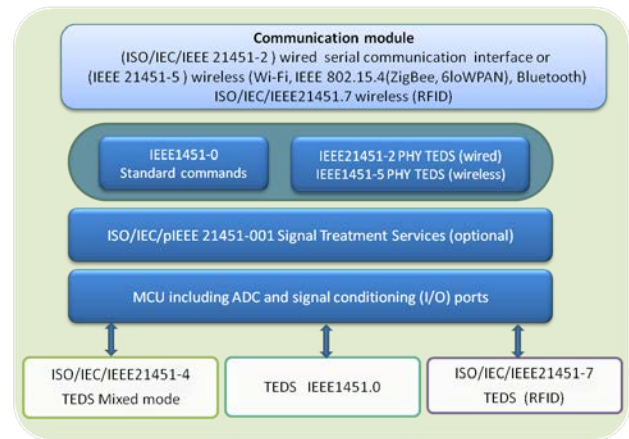 Communication module
(ISO/IEC/IEEE 21451-2 ) wired serial communication interface or
(IEEE 21451-5 ) wireless (Wi-Fi, IEEE 802.15.4(ZigBee, 6loWPAN), Bluetooth)
ISO/IEC/IEEE21451.7 wireless (RFID)
IEEE1451-0
Standard commands
IEEE21451-2 PHY TEDS (wired)
IEEE1451-5 PHY TEDS (wireless)
ISO/IEC/pIEEE 21451-001 Signal Treatment Services (optional)
MCU including ADC and signal conditioning (I/O) ports
ISO/IEC/IEEE21451-4
TEDS Mixed mode
TEDS IEEE1451.0
ISO/IEC/IEEE21451-7
TEDS (RFID)